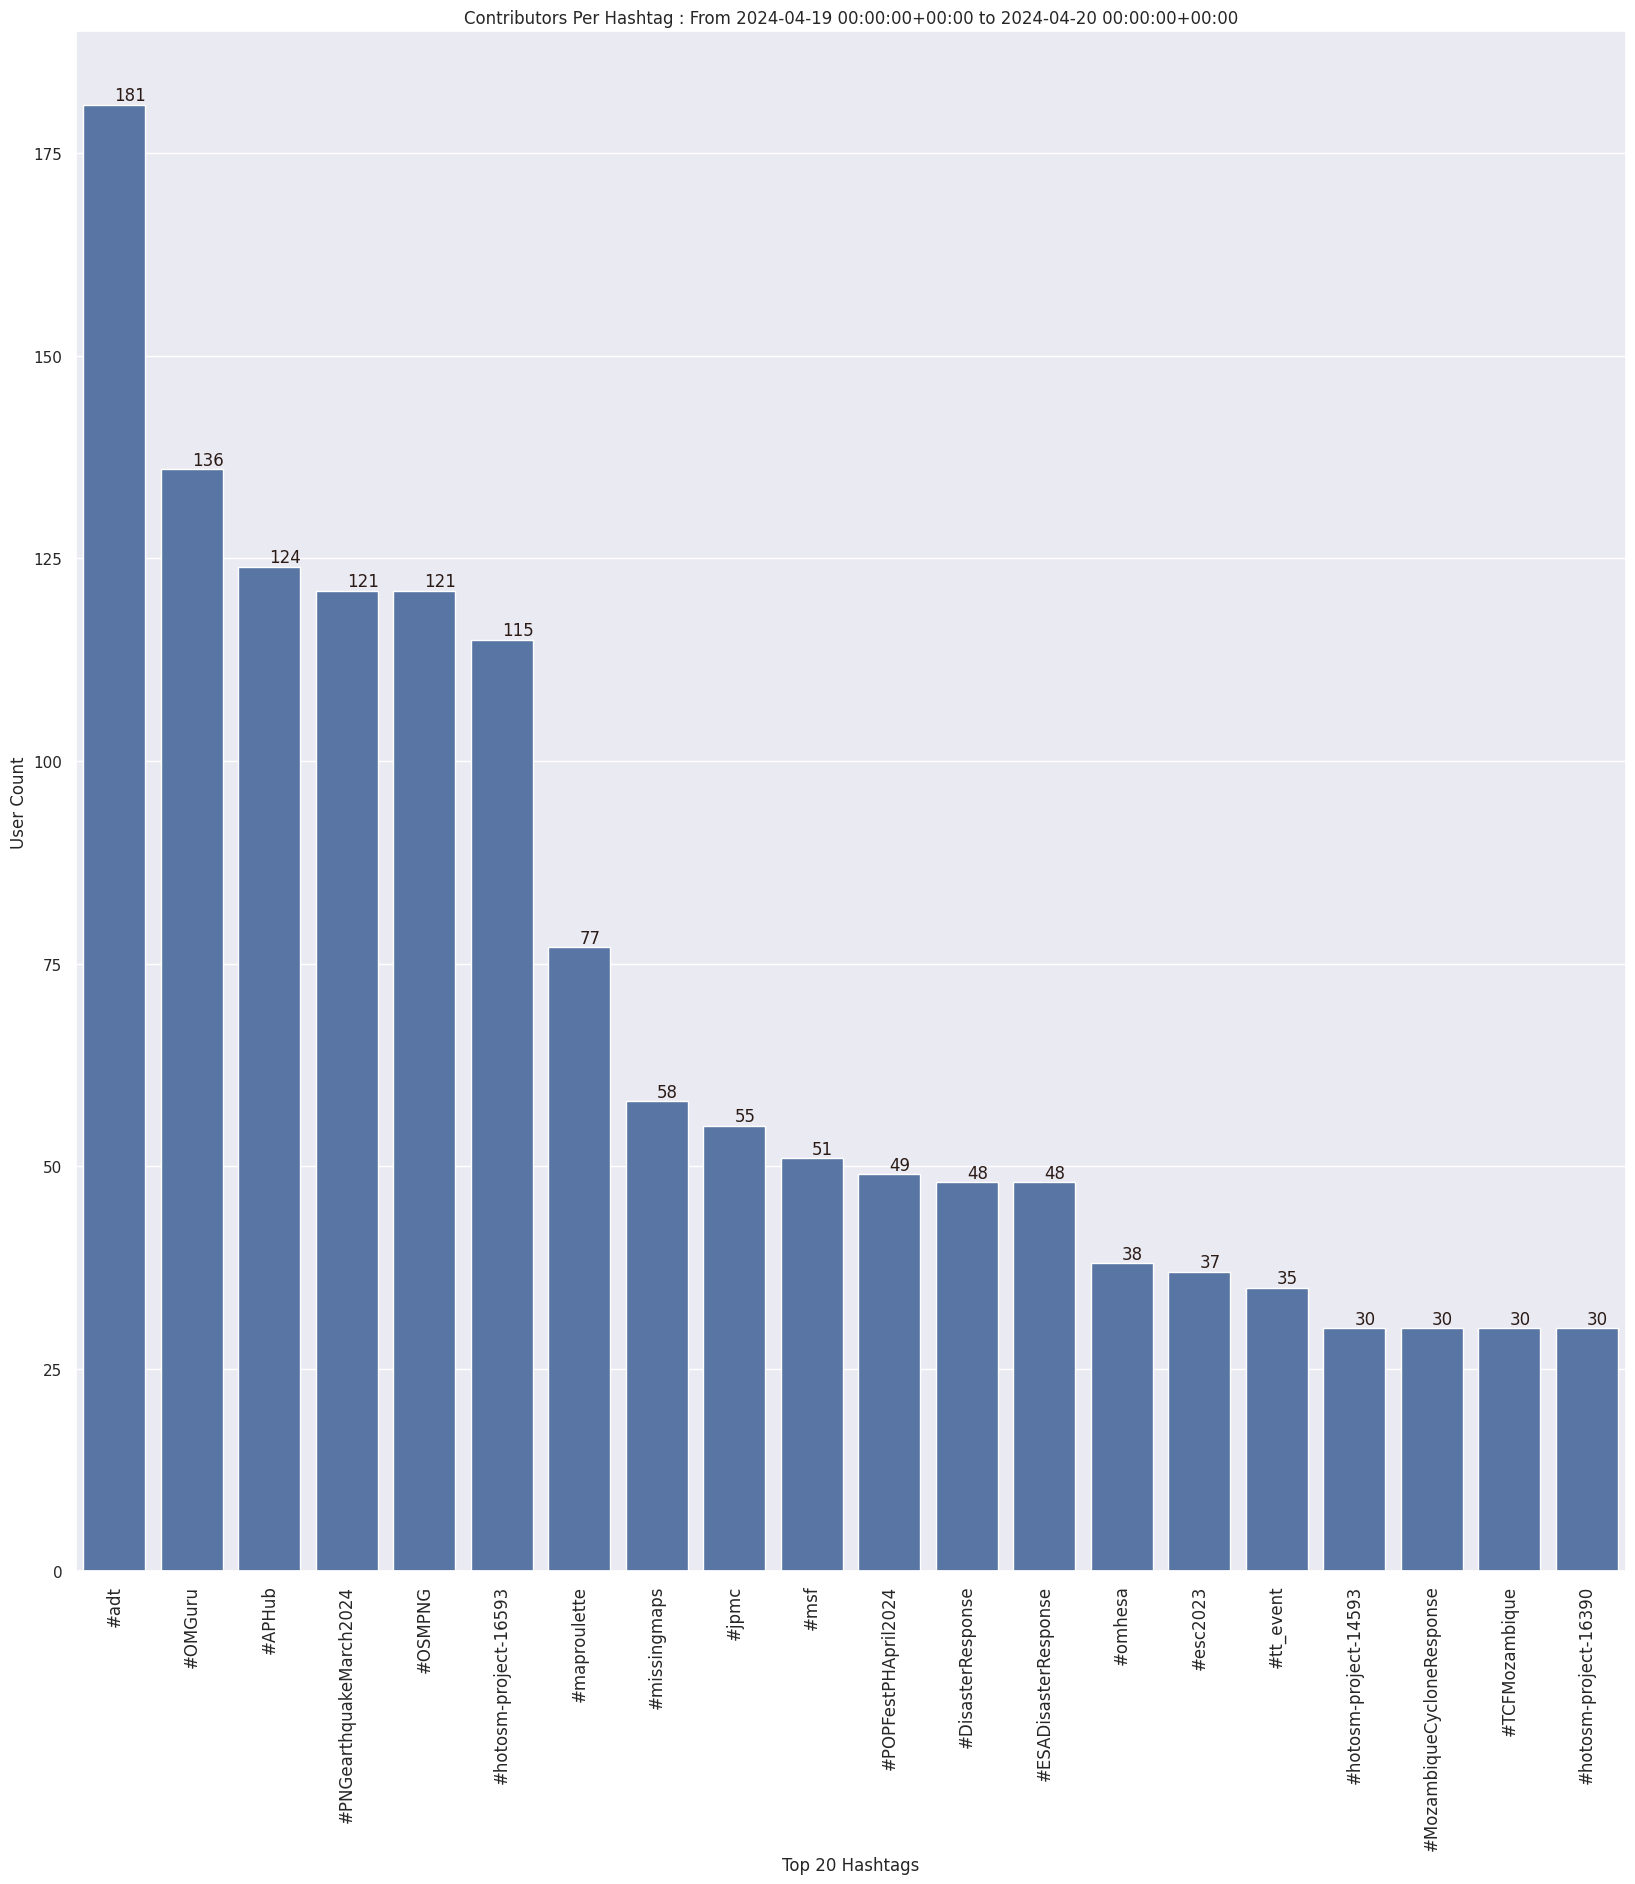 Contributors Per Hashtag : From 2024-04-19 00:00:00+00:00 to 2024-04-20 00:00:00+00:00
User Count
175
150
125
100
75
50
25
0
181
136
124
121
121
115
77
58
55
51
49
48
48
38
37
35
30
30
30
30
#adt
#OMGuru
#APHub
#PNGearthquakeMarch2024
#OSMPNG
#hotosm-project-16593
#maproulette
#missingmaps
#jpmc
#msf
#POPFestPHApril2024
#DisasterResponse
#ESADisasterResponse
#omhesa
#esc2023
#tt_event
#hotosm-project-14593
#MozambiqueCycloneResponse
#TCFMozambique
#hotosm-project-16390
Top 20 Hashtags